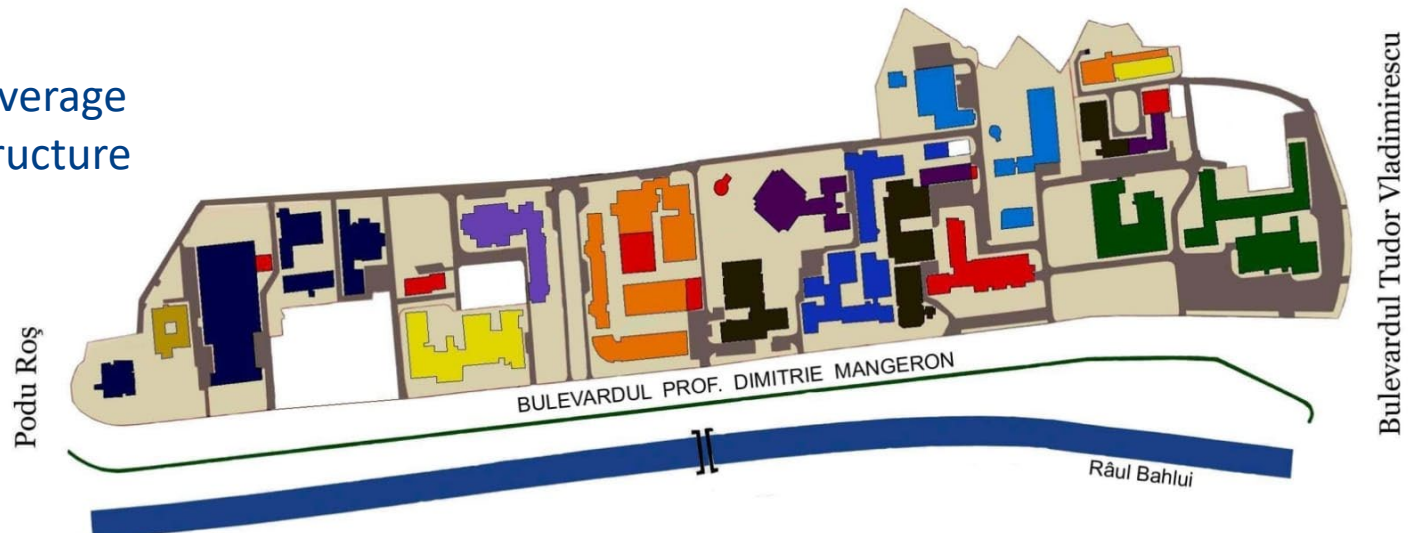 verage
ructure
Podu Roş
BULEVARDUL PROF. DIMITRIE MANGERON
Râul Bahlui
Bulevardul Tudor Vladimirescu